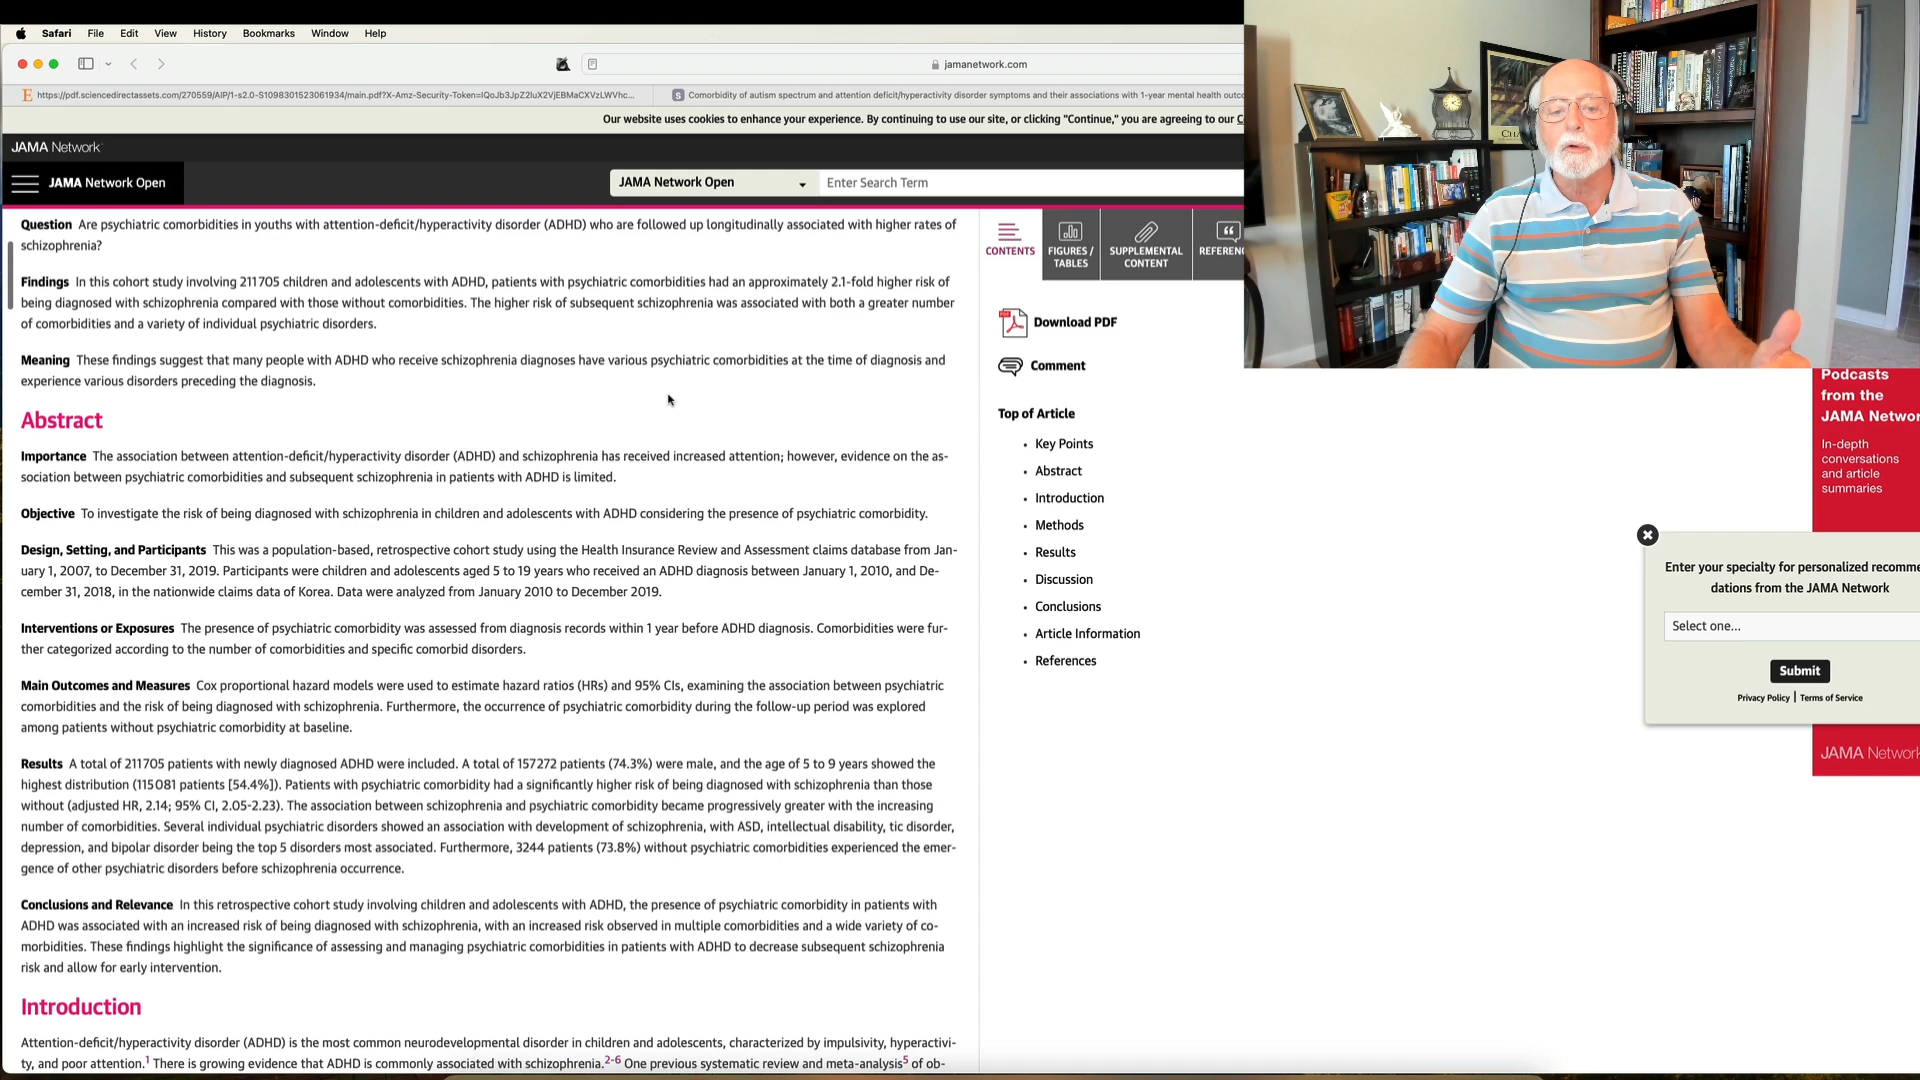 Safari File Edit View History Bookmarks Window Help
jamanetwork.com
https://pdf.sciencedirectassets.com/270559/AIP/1-s2.0-S1098301523061934/main.pdf?X-Amz-Security-Token=IQoJb3JpZ2luX2VjEBMaCXVzLWVhc...
Comorbidity of autism spectrum and attention deficit/hyperactivity disorder symptoms and their associations with 1-year mental health outco
Our website uses cookies to enhance your experience. By continuing to use our site, or clicking "Continue," you are agreeing to our C
JAMA Network
JAMA Network Open
JAMA Network Open
Enter Search Term
Question Are psychiatric comorbidities in youths with attention-deficit/hyperactivity disorder (ADHD) who are followed up longitudinally associated with higher rates of
schizophrenia?
Findings In this cohort study involving 211705 children and adolescents with ADHD, patients with psychiatric comorbidities had an approximately 2.1-fold higher risk of
being diagnosed with schizophrenia compared with those without comorbidities. The higher risk of subsequent schizophrenia was associated with both a greater number
of comorbidities and a variety of individual psychiatric disorders.
Meaning These findings suggest that many people with ADHD who receive schizophrenia diagnoses have various psychiatric comorbidities at the time of diagnosis and
experience various disorders preceding the diagnosis.
Abstract
Importance The association between attention-deficit/hyperactivity disorder (ADHD) and schizophrenia has received increased attention; however, evidence on the as-
sociation between psychiatric comorbidities and subsequent schizophrenia in patients with ADHD is limited.
Objective To investigate the risk of being diagnosed with schizophrenia in children and adolescents with ADHD considering the presence of psychiatric comorbidity.
Design, Setting, and Participants This was a population-based, retrospective cohort study using the Health Insurance Review and Assessment claims database from Jan-
uary 1, 2007, to December 31, 2019. Participants were children and adolescents aged 5 to 19 years who received an ADHD diagnosis between January 1, 2010, and De-
cember 31, 2018, in the nationwide claims data of Korea. Data were analyzed from January 2010 to December 2019.
Interventions or Exposures The presence of psychiatric comorbidity was assessed from diagnosis records within 1 year before ADHD diagnosis. Comorbidities were fur-
ther categorized according to the number of comorbidities and specific comorbid disorders.
Main Outcomes and Measures Cox proportional hazard models were used to estimate hazard ratios (HRs) and 95% CIs, examining the association between psychiatric
comorbidities and the risk of being diagnosed with schizophrenia. Furthermore, the occurrence of psychiatric comorbidity during the follow-up period was explored
among patients without psychiatric comorbidity at baseline.
Results A total of 211705 patients with newly diagnosed ADHD were included. A total of 157272 patients (74.3%) were male, and the age of 5 to 9 years showed the
highest distribution (115081 patients [54.4%]). Patients with psychiatric comorbidity had a significantly higher risk of being diagnosed with schizophrenia than those
without (adjusted HR, 2.14; 95% CI, 2.05-2.23). The association between schizophrenia and psychiatric comorbidity became progressively greater with the increasing
number of comorbidities. Several individual psychiatric disorders showed an association with development of schizophrenia, with ASD, intellectual disability, tic disorder,
depression, and bipolar disorder being the top 5 disorders most associated. Furthermore, 3244 patients (73.8%) without psychiatric comorbidities experienced the emer-
gence of other psychiatric disorders before schizophrenia occurrence.
Conclusions and Relevance In this retrospective cohort study involving children and adolescents with ADHD, the presence of psychiatric comorbidity in patients with
ADHD was associated with an increased risk of being diagnosed with schizophrenia, with an increased risk observed in multiple comorbidities and a wide variety of co-
morbidities. These findings highlight the significance of assessing and managing psychiatric comorbidities in patients with ADHD to decrease subsequent schizophrenia
risk and allow for early intervention.
Introduction
Attention-deficit/hyperactivity disorder (ADHD) is the most common neurodevelopmental disorder in children and adolescents, characterized by impulsivity, hyperactivi-
ty, and poor attention.1 There is growing evidence that ADHD is commonly associated with schizophrenia.2-6 One previous systematic review and meta-analysis5 of ob-
CONTENTS
FIGURES /
TABLES
SUPPLEMENTAL
CONTENT
REFERENC
Download PDF
Comment
Top of Article
Key Points
Abstract
Introduction
Methods
Results
Discussion
Conclusions
Article Information
References
Podcasts
from the
JAMA Networ
In-depth
conversations
and article
summaries
Enter your specialty for personalized recomme
dations from the JAMA Network
Select one...
Submit
Privacy Policy | Terms of Service
JAMA Network